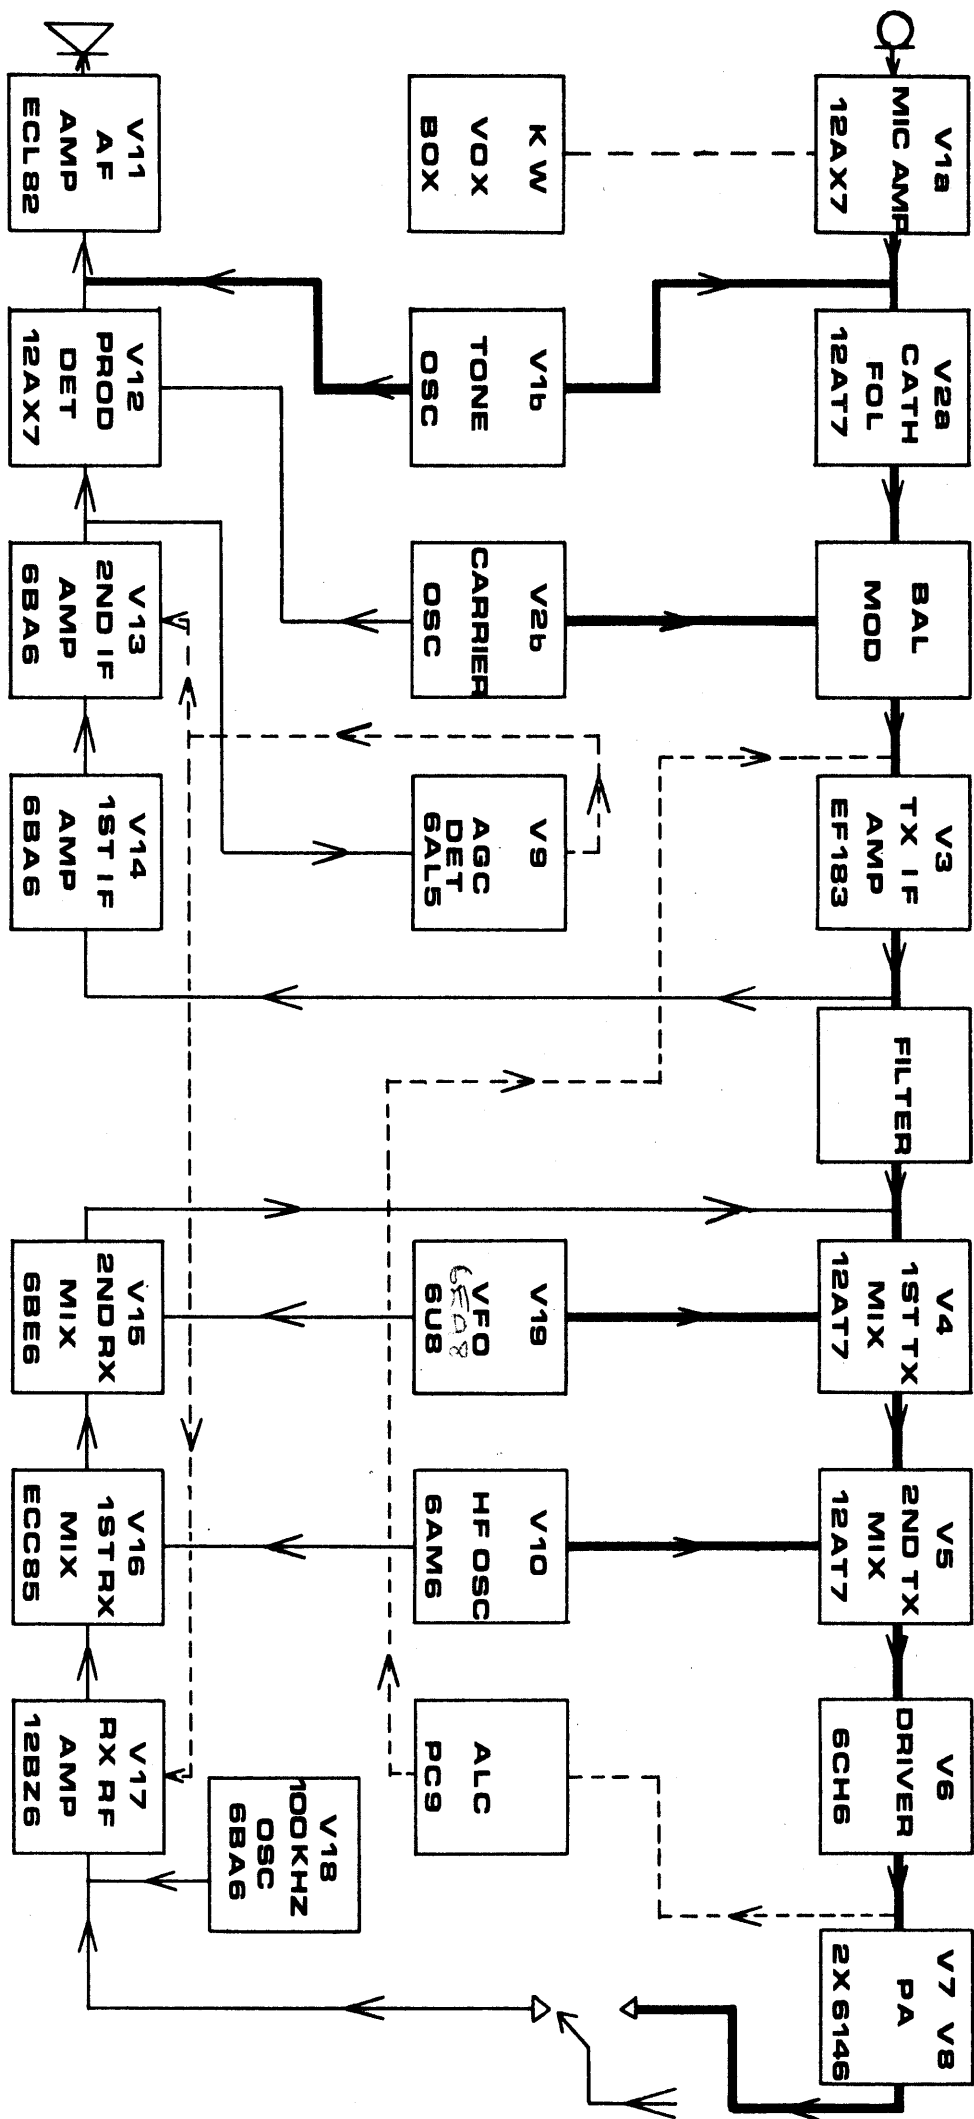 V1a
MIC AMP
12AX7
V2a
CATH
FOL
12AT7
BAL
MOD
V3
TX IF
AMP
EF183
FILTER
V4
1ST TX
MIX
12AT7
V5
2ND TX
MIX
12AT7
V6
DRIVER
6CH6
V7 V8
PA
2X6146
KW
VOX
BOX
V1b
TONE
OSC
V2b
CARRIER
OSC
V9
AGC
DET
6AL5
V19
VFO
6U8
V10
HF OSC
6AM6
ALC
PC9
V18
100KHZ
OSC
6BA6
V11
AF
AMP
ECL82
V12
PROD
DET
12AX7
V13
2ND IF
AMP
6BA6
V14
1ST IF
AMP
6BA6
V15
2ND RX
MIX
6BE6
V16
1ST RX
MIX
ECC85
V17
RX RF
AMP
12BZ6